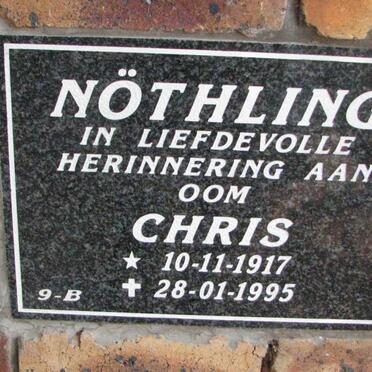 NÖTHLING
IN LIEFDEVOLLE
HERINNERING AAN
OOM
CHRIS
★ 10-11-1917
✝ 28-01-1995
9-B